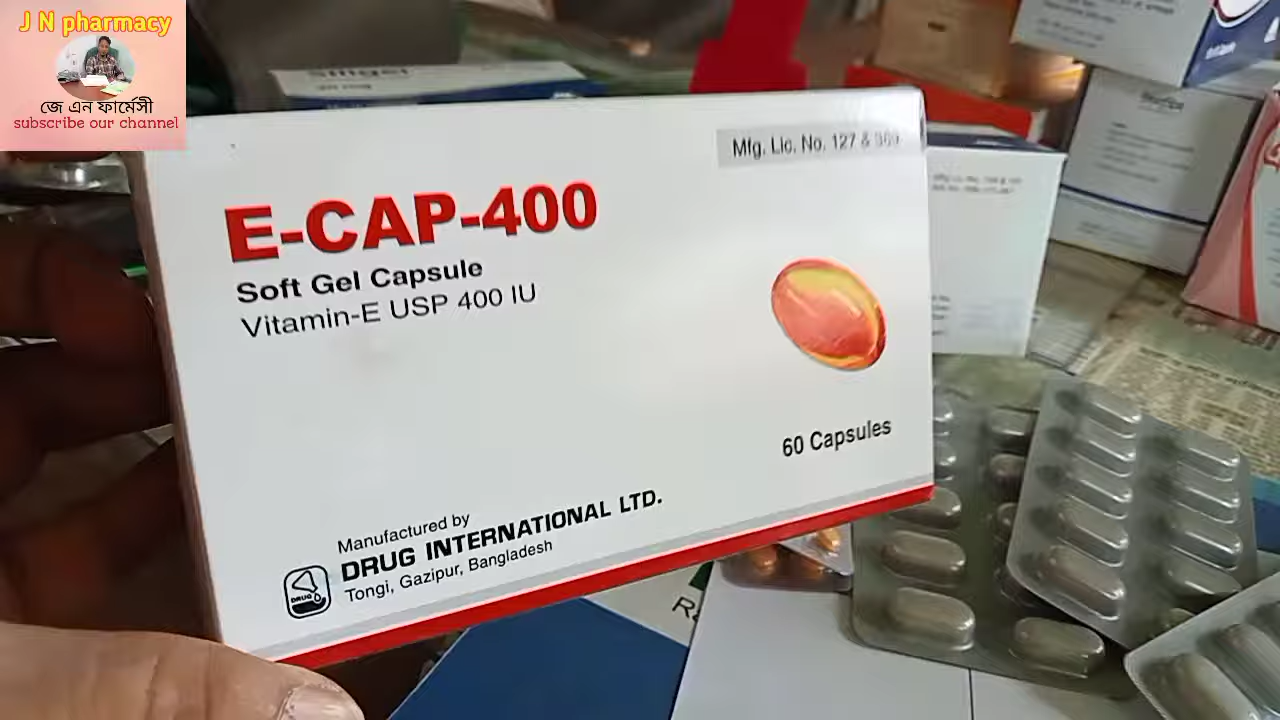 J N pharmacy
জে এন ফার্মেসী
subscribe our channel
Mfg. Lic. No. 127 &
E-CAP-400
Soft Gel Capsule
Vitamin-E USP 400 IU
60 Capsules
Manufactured by
DRUG INTERNATIONAL LTD.
Tongi, Gazipur, Bangladesh
DRUG